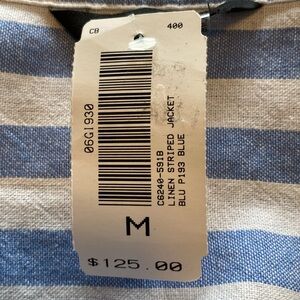 CB 400
06G1930
C6240-591B
LINEN STRIPED JACKET
BLU P193 BLUE
M
$125.00